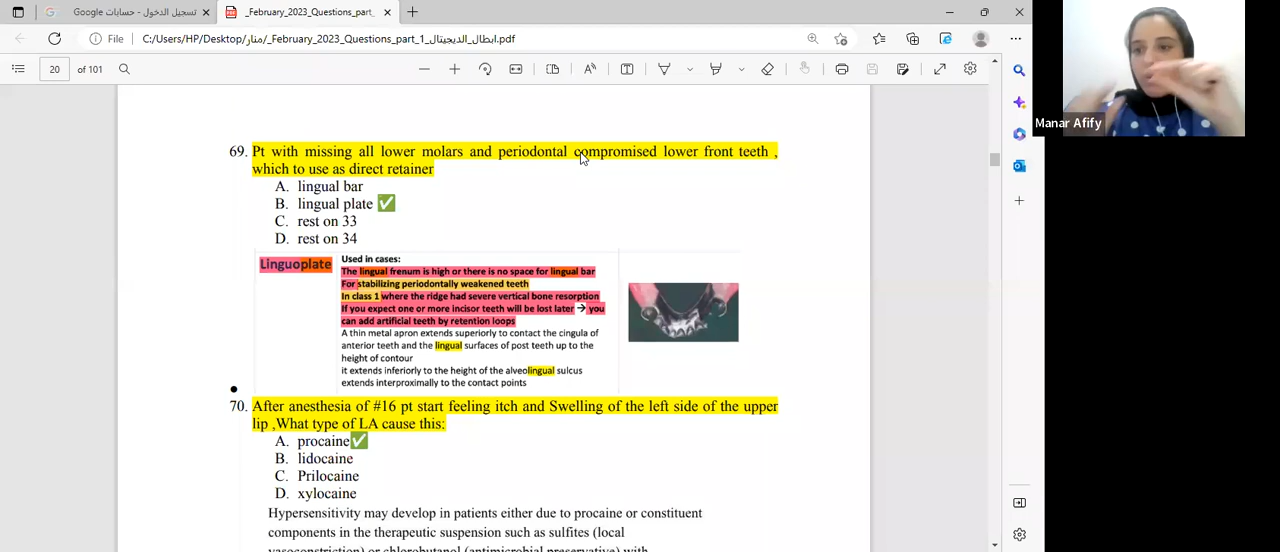 تسجيل الدخول - حسابات Google
_February_2023_Questions_part_
File
C:/Users/HP/Desktop/منار/_February_2023_Questions_part_1_ابطال_الديجيتال.pdf
20 of 101
Manar Afify
69. Pt with missing all lower molars and periodontal compromised lower front teeth ,
which to use as direct retainer
A. lingual bar
B. lingual plate ✅
C. rest on 33
D. rest on 34
Linguoplate
Used in cases:
The lingual frenum is high or there is no space for lingual bar
For stabilizing periodontally weakened teeth
In class 1 where the ridge had severe vertical bone resorption
If you expect one or more incisor teeth will be lost later → you
can add artificial teeth by retention loops
A thin metal apron extends superiorly to contact the cingula of
anterior teeth and the lingual surfaces of post teeth up to the
height of contour
it extends inferiorly to the height of the alveolingual sulcus
extends interproximally to the contact points
70. After anesthesia of #16 pt start feeling itch and Swelling of the left side of the upper
lip ,What type of LA cause this:
A. procaine✅
B. lidocaine
C. Prilocaine
D. xylocaine
Hypersensitivity may develop in patients either due to procaine or constituent
components in the therapeutic suspension such as sulfites (local
vasoconstriction) or chlorobutanol (antimicrobial preservative) with